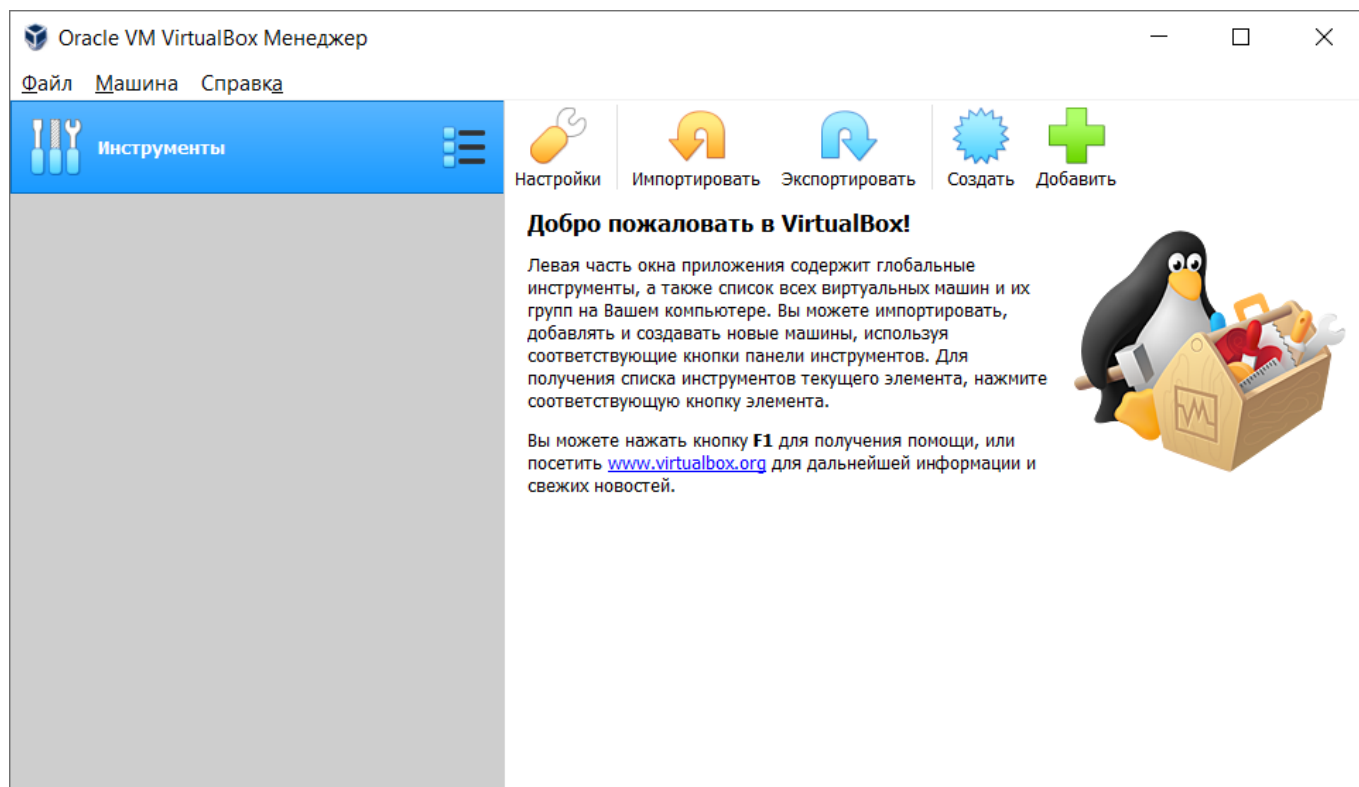 Oracle VM VirtualBox Менеджер
Файл Машина Справка
Инструменты
Настройки Импортировать Экспортировать Создать Добавить
Добро пожаловать в VirtualBox!
Левая часть окна приложения содержит глобальные
инструменты, а также список всех виртуальных машин и их
групп на Вашем компьютере. Вы можете импортировать,
добавлять и создавать новые машины, используя
соответствующие кнопки панели инструментов. Для
получения списка инструментов текущего элемента, нажмите
соответствующую кнопку элемента.
Вы можете нажать кнопку F1 для получения помощи, или
посетить www.virtualbox.org для дальнейшей информации и
свежих новостей.